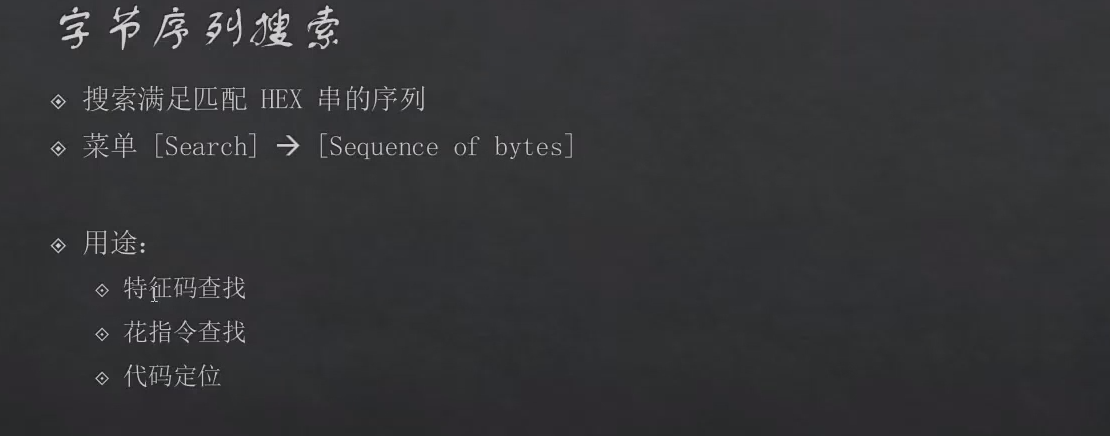 字节序列搜索
搜索满足匹配 HEX 串的序列
菜单 [Search] → [Sequence of bytes]
用途：
特征码查找
花指令查找
代码定位